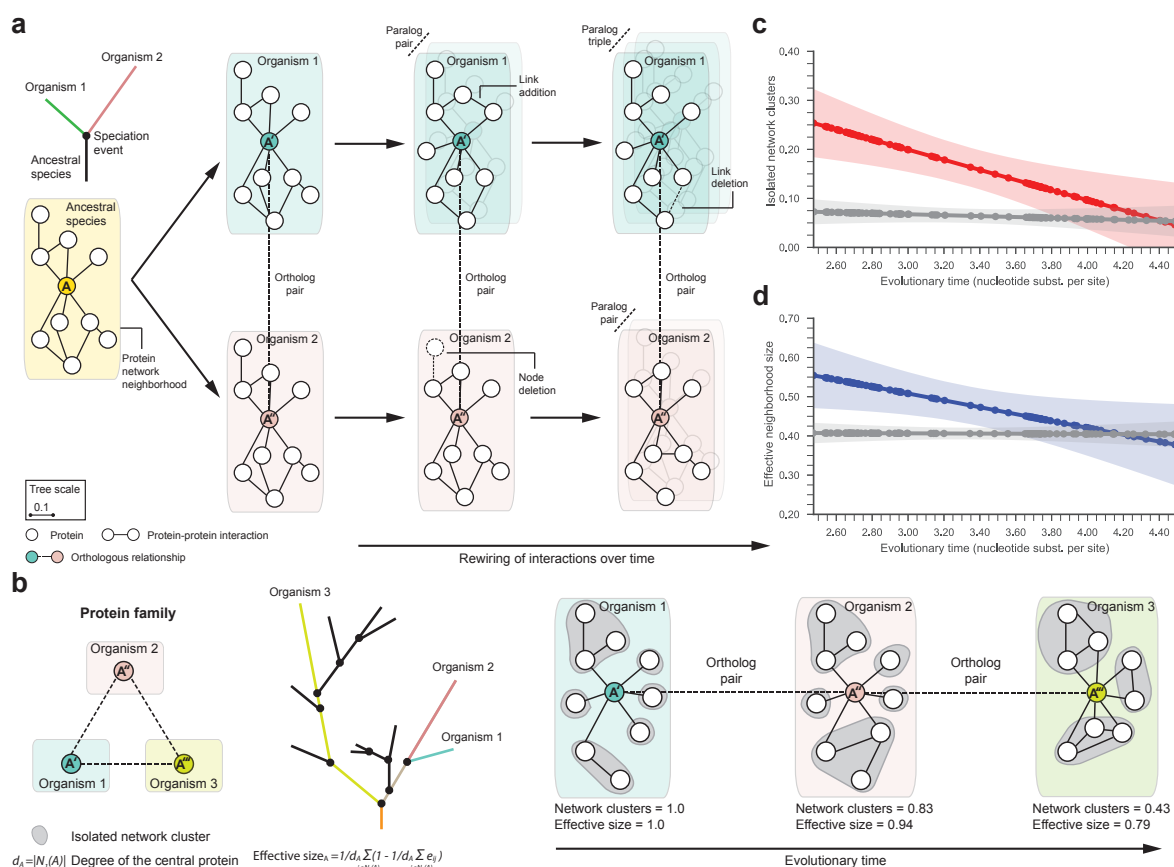 a
Organism 2
Organism 1
Speciation
event
Ancestral
species
Ancestral
species
A
Protein
network
neighborhood
Organism 1
A'
Ortholog
pair
Organism 2
A''
Paralog
pair
Organism 1
Link
addition
A'
Ortholog
pair
Organism 2
Node
deletion
A''
Paralog
triple
Organism 1
A'
Link
deletion
Ortholog
pair
Paralog
pair
Organism 2
A''
Tree scale
0.1
Protein
Protein-protein interaction
Orthologous relationship
Rewiring of interactions over time
c
Isolated network clusters
0,40
0,30
0,20
0,10
0,00
2.60 2.80 3.00 3.20 3.40 3.60 3.80 4.00 4.20 4.40
Evolutionary time (nucleotide subst. per site)
d
Effective neighborhood size
0,70
0,60
0,50
0,40
0,30
0,20
2.60 2.80 3.00 3.20 3.40 3.60 3.80 4.00 4.20 4.40
Evolutionary time (nucleotide subst. per site)
b
Protein family
Organism 2
A''
A'
Organism 1
A'''
Organism 3
Isolated network cluster
d_A=|N,(A)| Degree of the central protein
Organism 3
Organism 2
Organism 1
Effective size_A =1/d_A Σ(1 - 1/d_A Σ e_ij)
Organism 1
A'
Network clusters = 1.0
Effective size = 1.0
Ortholog
pair
Organism 2
A''
Network clusters = 0.83
Effective size = 0.94
Ortholog
pair
Organism 3
A'''
Network clusters = 0.43
Effective size = 0.79
Evolutionary time